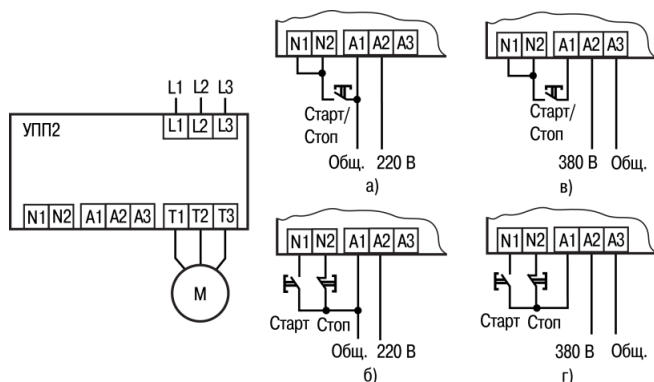 L1 L2 L3
УПП2
L1 L2 L3
N1 N2 A1 A2 A3 T1 T2 T3
M
N1 N2 A1 A2 A3
Старт/
Стоп
Общ. 220 В
а)
N1 N2 A1 A2 A3
Старт/
Стоп
380 В Общ.
в)
N1 N2 A1 A2 A3
Старт Стоп
Общ. 220 В
б)
N1 N2 A1 A2 A3
Старт Стоп
380 В Общ.
г)